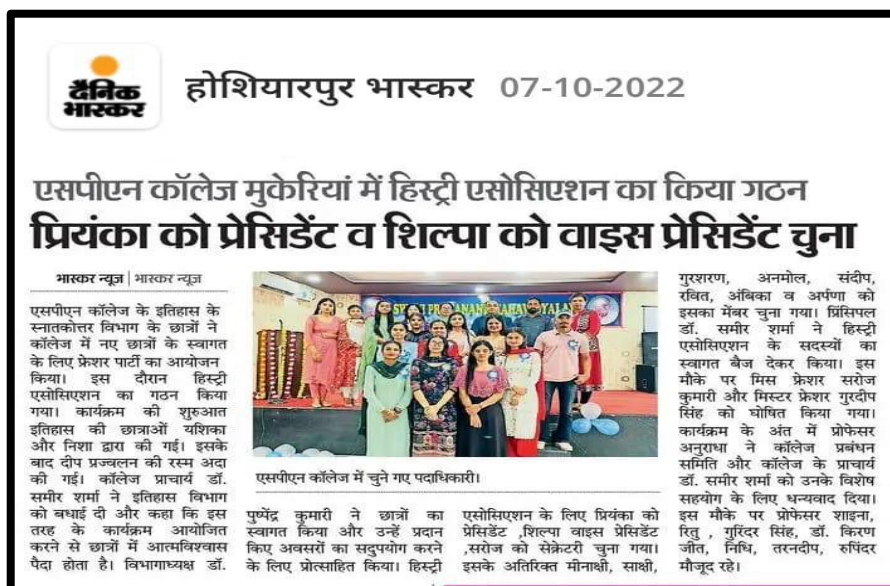 दैनिक
भास्कर
होशियारपुर भास्कर 07-10-2022
एसपीएन कॉलेज मुकेरियां में हिस्ट्री एसोसिएशन का किया गठन
प्रियंका को प्रेसिडेंट व शिल्पा को वाइस प्रेसिडेंट चुना
भास्कर न्यूज | भास्कर न्यूज
एसपीएन कॉलेज के इतिहास के
स्नातकोत्तर विभाग के छात्रों ने
कॉलेज में नए छात्रों के स्वागत
के लिए फ्रेशर पार्टी का आयोजन
किया। इस दौरान हिस्ट्री
एसोसिएशन का गठन किया
गया। कार्यक्रम की शुरुआत
इतिहास की छात्राओं यशिका
और निशा द्वारा की गई। इसके
बाद दीप प्रज्वलन की रस्म अदा
की गई। कॉलेज प्राचार्य डॉ.
समीर शर्मा ने इतिहास विभाग
को बधाई दी और कहा कि इस
तरह के कार्यक्रम आयोजित
करने से छात्रों में आत्मविश्वास
पैदा होता है। विभागाध्यक्ष डॉ.
एसपीएन कॉलेज में चुने गए पदाधिकारी।
पुष्पेंद्र कुमारी ने छात्रों का
स्वागत किया और उन्हें प्रदान
किए अवसरों का सदुपयोग करने
के लिए प्रोत्साहित किया। हिस्ट्री
एसोसिएशन के लिए प्रियंका को
प्रेसिडेंट ,शिल्पा वाइस प्रेसिडेंट
,सरोज को सेक्रेटरी चुना गया।
इसके अतिरिक्त मीनाक्षी, साक्षी,
गुरशरण, अनमोल, संदीप,
रवित, अंबिका व अर्पणा को
इसका मेंबर चुना गया। प्रिंसिपल
डॉ. समीर शर्मा ने हिस्ट्री
एसोसिएशन के सदस्यों का
स्वागत बैज देकर किया। इस
मौके पर मिस फ्रेशर सरोज
कुमारी और मिस्टर फ्रेशर गुरदीप
सिंह को घोषित किया गया।
कार्यक्रम के अंत में प्रोफेसर
अनुराधा ने कॉलेज प्रबंधन
समिति और कॉलेज के प्राचार्य
डॉ. समीर शर्मा को उनके विशेष
सहयोग के लिए धन्यवाद दिया।
इस मौके पर प्रोफेसर शाइना,
रितु , गुरिंदर सिंह, डॉ. किरण
जीत, निधि, तरनदीप, रुपिंदर
मौजूद रहे।